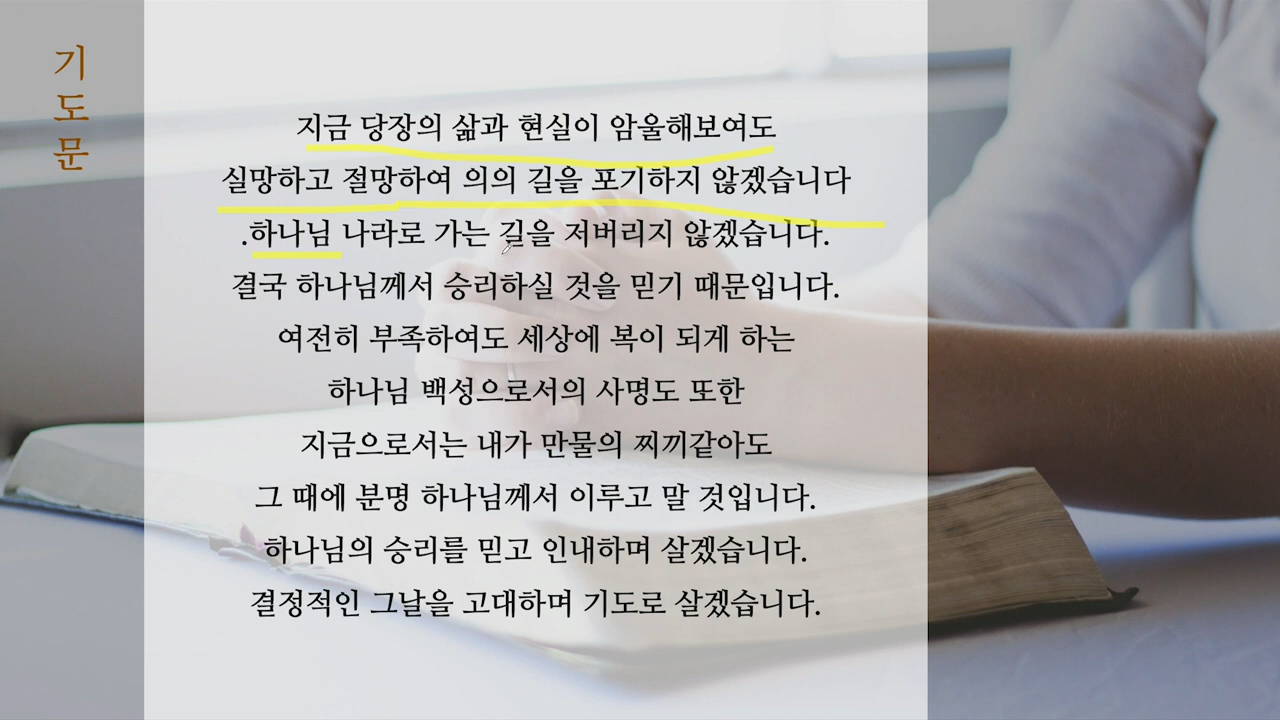 기도문
지금 당장의 삶과 현실이 암울해보여도
실망하고 절망하여 의의 길을 포기하지 않겠습니다
.하나님 나라로 가는 길을 저버리지 않겠습니다.
결국 하나님께서 승리하실 것을 믿기 때문입니다.
여전히 부족하여도 세상에 복이 되게 하는
하나님 백성으로서의 사명도 또한
지금으로서는 내가 만물의 찌끼같아도
그 때에 분명 하나님께서 이루고 말 것입니다.
하나님의 승리를 믿고 인내하며 살겠습니다.
결정적인 그날을 고대하며 기도로 살겠습니다.